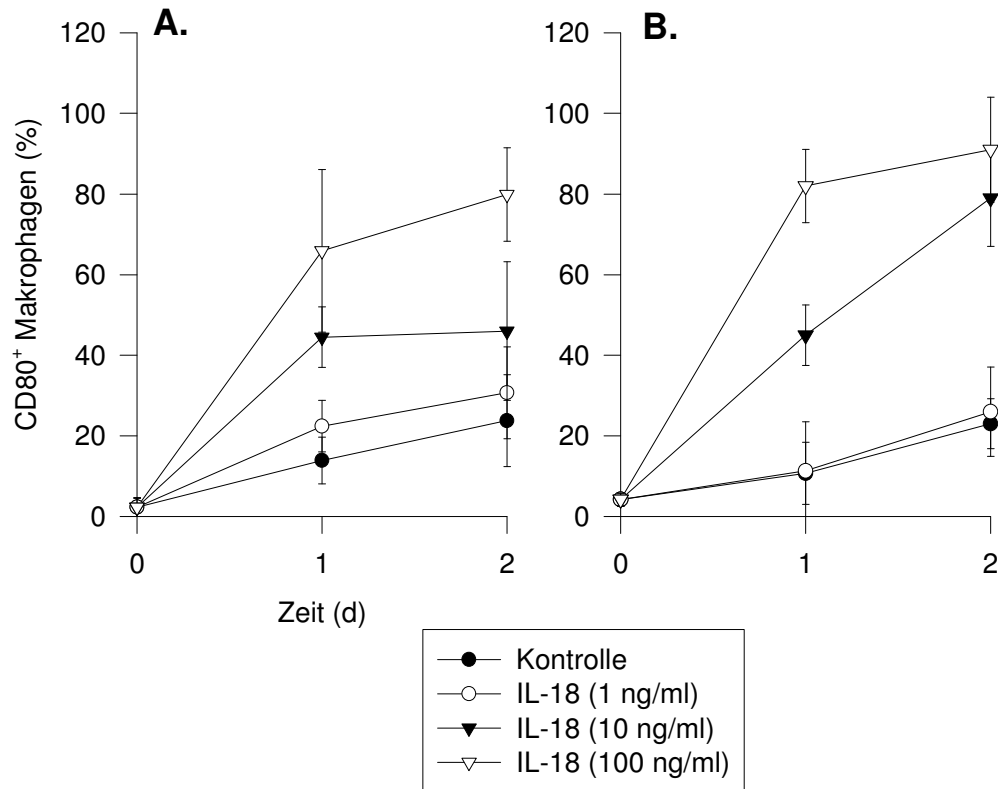 A.
B.
CD80⁺ Makrophagen (%)
120
100
80
60
40
20
0
0
1
2
120
100
80
60
40
20
0
0
1
2
Zeit (d)
Kontrolle
IL-18 (1 ng/ml)
IL-18 (10 ng/ml)
IL-18 (100 ng/ml)